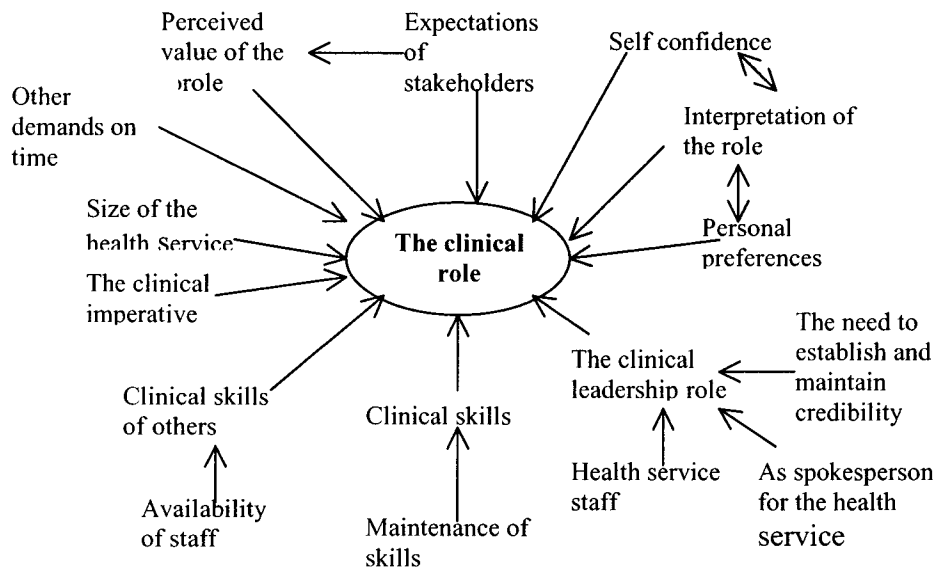 Perceived
value of the
role
Expectations
of
stakeholders
Self confidence
Other
demands on
time
Interpretation of
the role
Size of the
health Service
The clinical
role
Personal
preferences
The clinical
imperative
The need to
establish and
maintain
credibility
The clinical
leadership role
Clinical skills
of others
Clinical skills
Health service
staff
As spokesperson
for the health
service
Availability
of staff
Maintenance of
skills